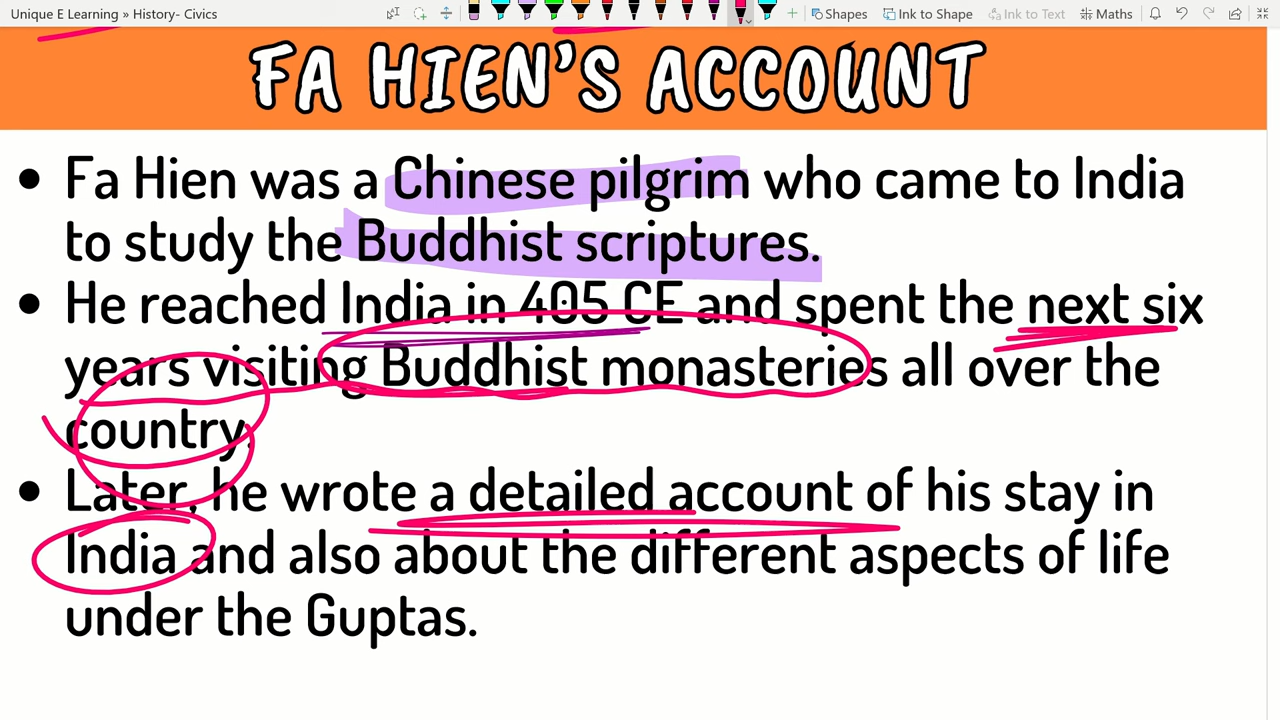 Unique E Learning » History- Civics
Shapes Ink to Shape Ink to Text Maths
FA HIEN'S ACCOUNT
• Fa Hien was a Chinese pilgrim who came to India
to study the Buddhist scriptures.
• He reached India in 405 CE and spent the next six
years visiting Buddhist monasteries all over the
country.
• Later, he wrote a detailed account of his stay in
India and also about the different aspects of life
under the Guptas.